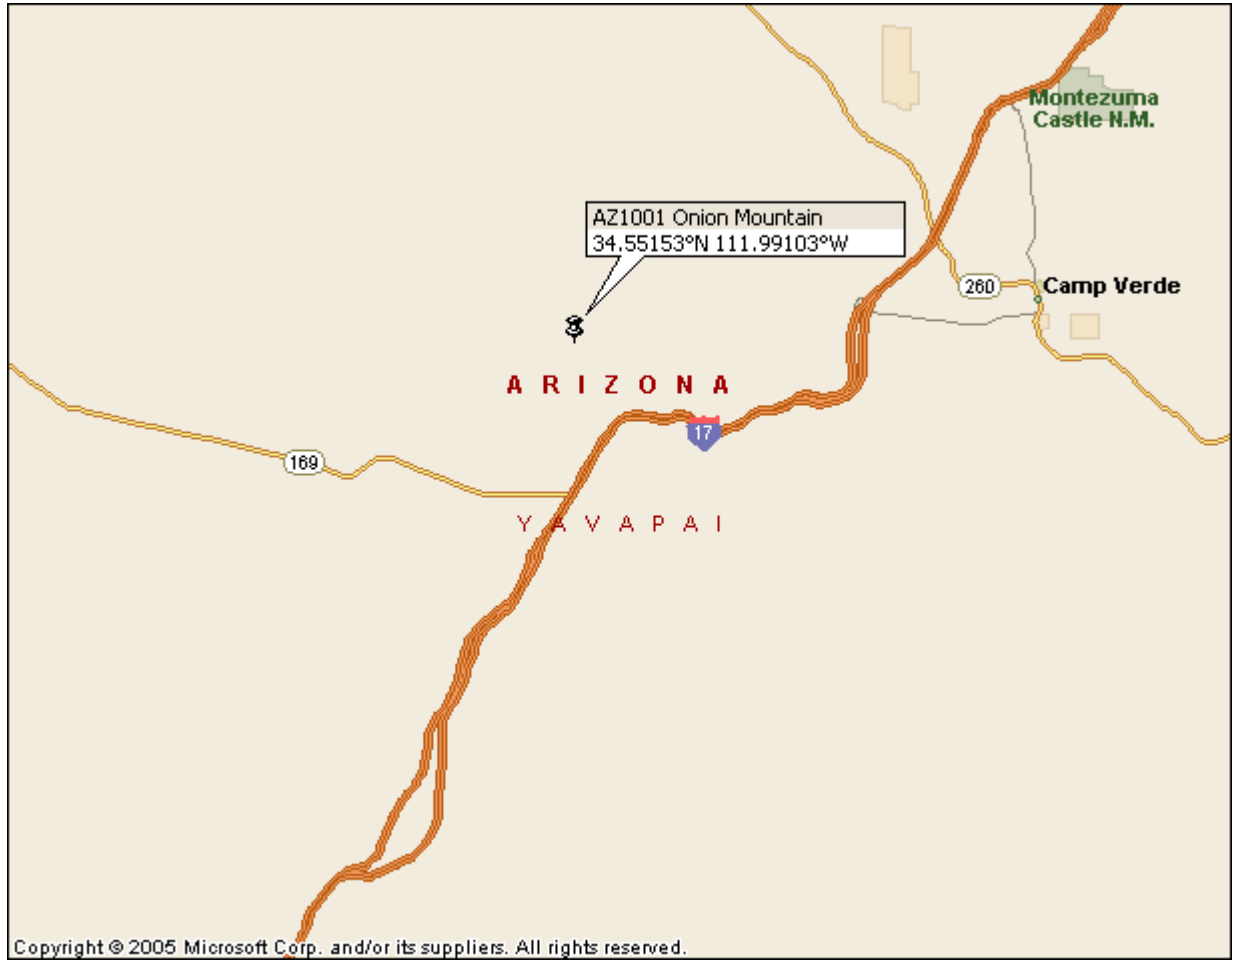 Montezuma
Castle N.M.
AZ1001 Onion Mountain
34.55153°N 111.99103°W
260
Camp Verde
ARIZONA
17
169
YAVAPAI
Copyright © 2005 Microsoft Corp. and/or its suppliers. All rights reserved.